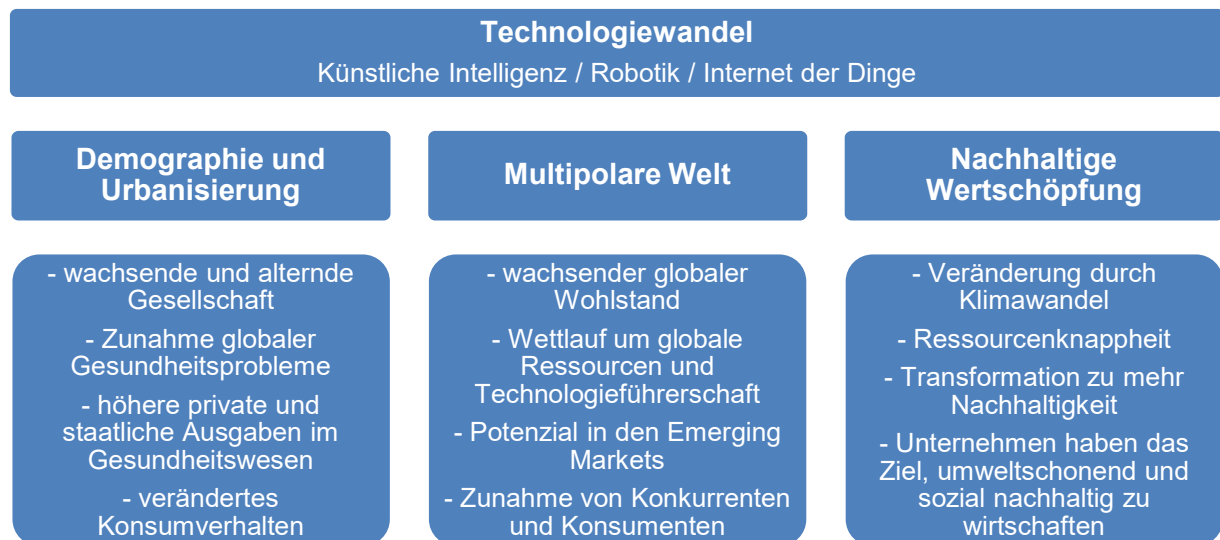 Technologiewandel
Künstliche Intelligenz / Robotik / Internet der Dinge
Demographie und
Urbanisierung
- wachsende und alternde
Gesellschaft
- Zunahme globaler
Gesundheitsprobleme
- höhere private und
staatliche Ausgaben im
Gesundheitswesen
- verändertes
Konsumverhalten
Multipolare Welt
- wachsender globaler
Wohlstand
- Wettlauf um globale
Ressourcen und
Technologieführerschaft
- Potenzial in den Emerging
Markets
- Zunahme von Konkurrenten
und Konsumenten
Nachhaltige
Wertschöpfung
- Veränderung durch
Klimawandel
- Ressourcenknappheit
- Transformation zu mehr
Nachhaltigkeit
- Unternehmen haben das
Ziel, umweltschonend und
sozial nachhaltig zu
wirtschaften